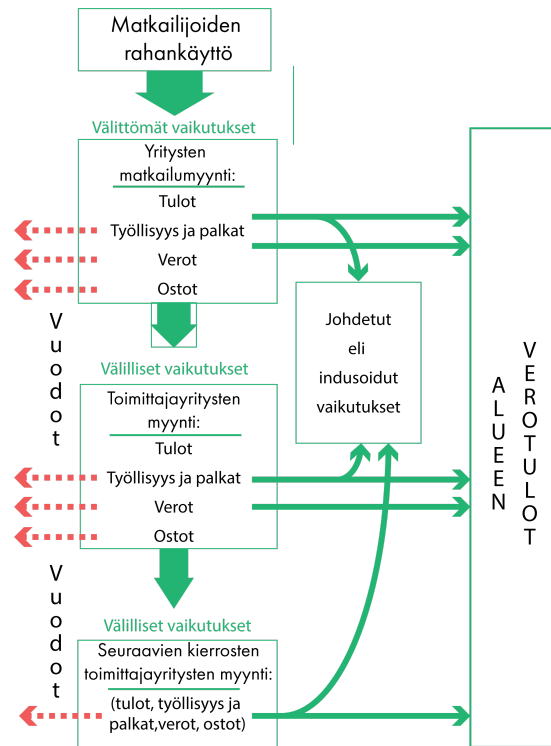 Matkailijoiden
rahankäyttö
Välittömät vaikutukset
Yritysten
matkailumyynti:
Tulot
Työllisyys ja palkat
Verot
Ostot
Vuodot
Välilliset vaikutukset
Toimittajayritysten
myynti:
Tulot
Työllisyys ja palkat
Verot
Ostot
Vuodot
Välilliset vaikutukset
Seuraavien kierrosten
toimittajayritysten myynti:
(tulot, työllisyys ja
palkat,verot, ostot)
Johdetut
eli
indusoidut
vaikutukset
ALUEEN
VEROTULOT